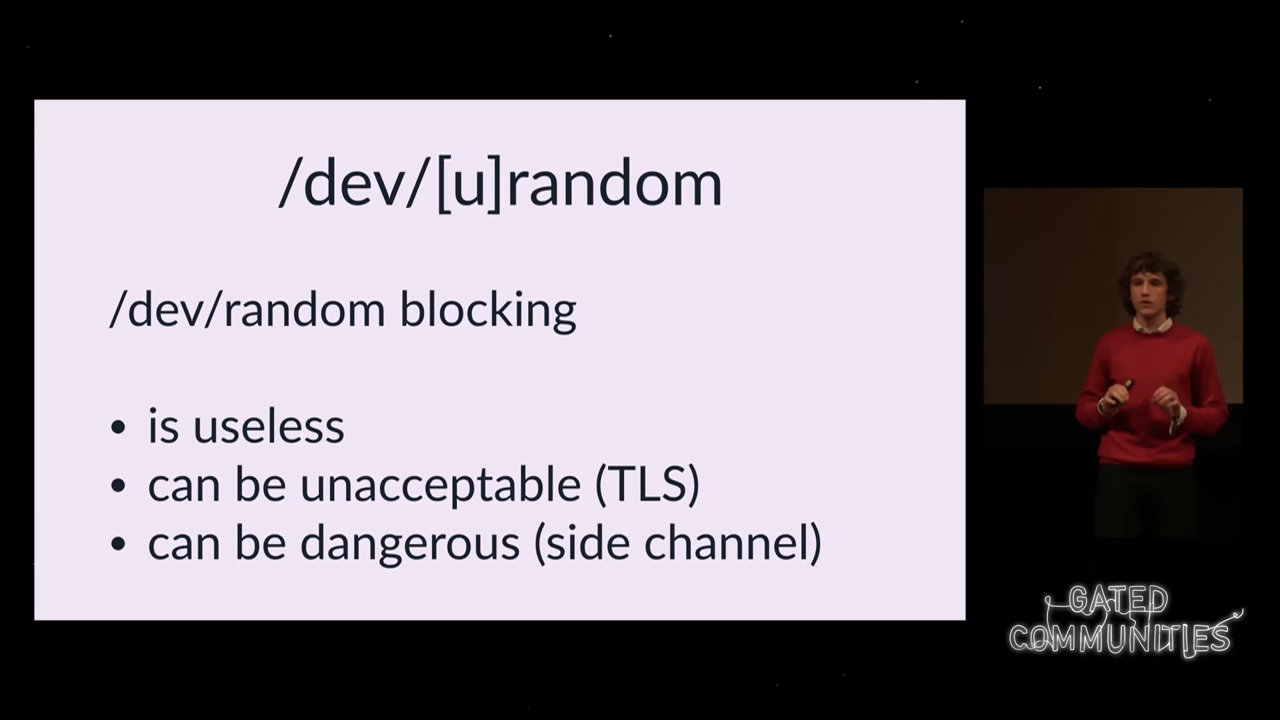 /dev/[u]random
/dev/random blocking
• is useless
• can be unacceptable (TLS)
• can be dangerous (side channel)
GATED
COMMUNITIES